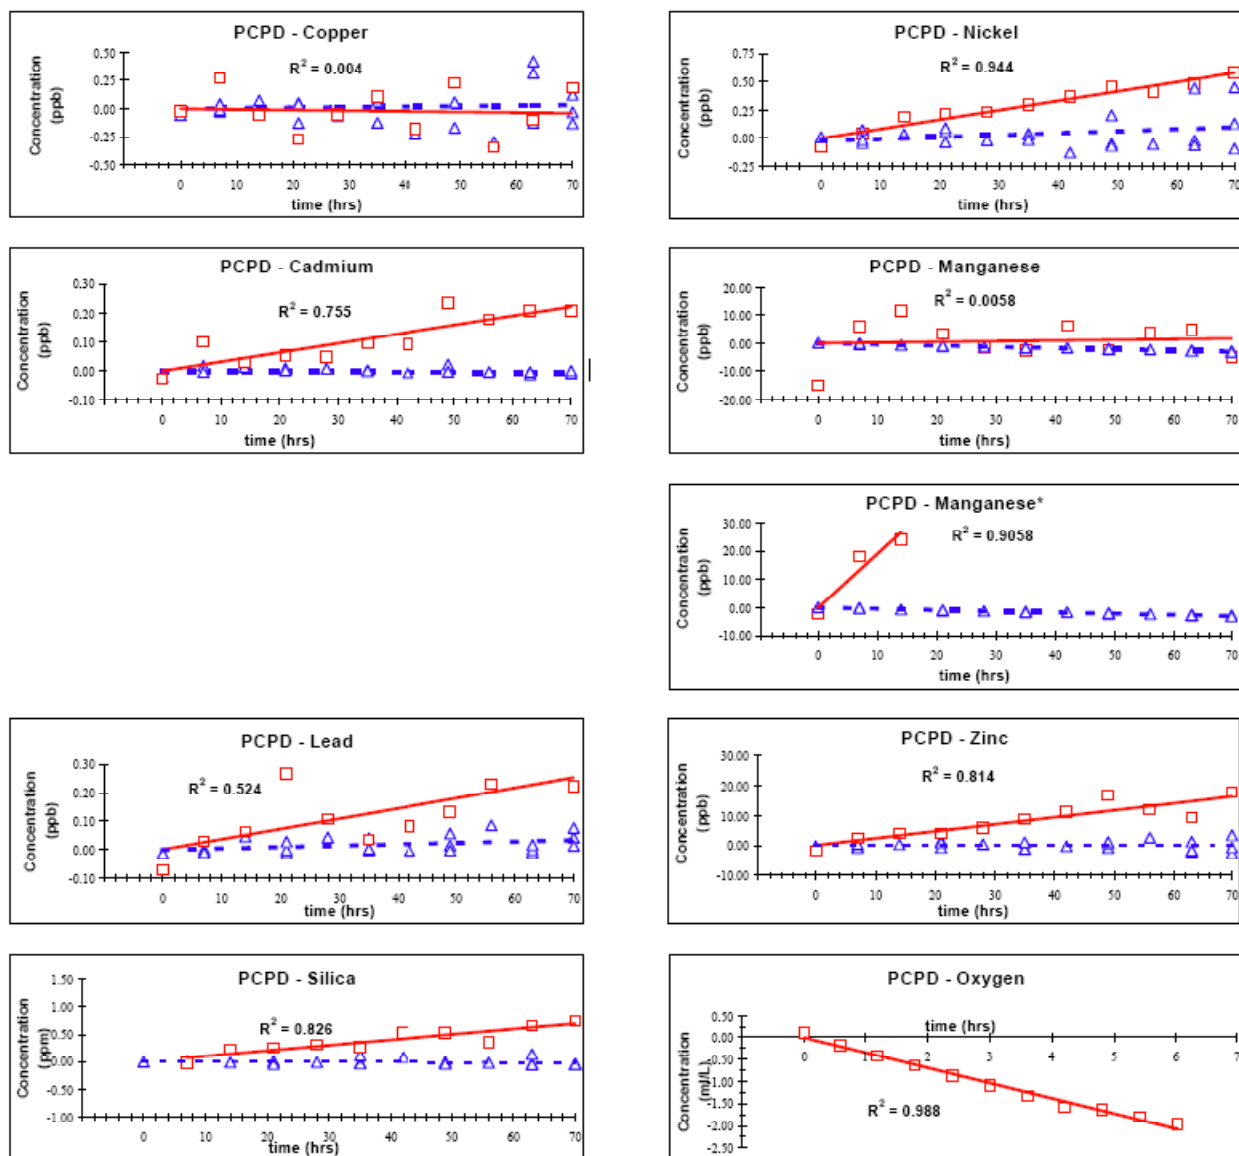 PCPD - Copper
R² = 0.004
Concentration
(ppb)
0.50
0.25
0.00
-0.25
-0.50
0 10 20 30 40 50 60 70
time (hrs)
PCPD - Nickel
R² = 0.944
Concentration
(ppb)
0.75
0.50
0.25
0.00
-0.25
0 10 20 30 40 50 60 70
time (hrs)
PCPD - Cadmium
R² = 0.755
Concentration
(ppb)
0.30
0.20
0.10
0.00
-0.10
0 10 20 30 40 50 60 70
time (hrs)
PCPD - Manganese
R² = 0.0058
Concentration
(ppb)
20.00
10.00
0.00
-10.00
-20.00
0 10 20 30 40 50 60 70
time (hrs)
PCPD - Manganese*
R² = 0.9058
Concentration
(ppb)
30.00
20.00
10.00
0.00
-10.00
0 10 20 30 40 50 60 70
time (hrs)
PCPD - Lead
R² = 0.524
Concentration
(ppb)
0.30
0.20
0.10
0.00
-0.10
0 10 20 30 40 50 60 70
time (hrs)
PCPD - Zinc
R² = 0.814
Concentration
(ppb)
30.00
20.00
10.00
0.00
-10.00
0 10 20 30 40 50 60 70
time (hrs)
PCPD - Silica
R² = 0.826
Concentration
(ppm)
1.50
1.00
0.50
0.00
-0.50
-1.00
0 10 20 30 40 50 60 70
time (hrs)
PCPD - Oxygen
time (hrs)
R² = 0.988
Concentration
(ml/L)
0.50
0.00
-0.50
-1.00
-1.50
-2.00
-2.50
0 1 2 3 4 5 6 7